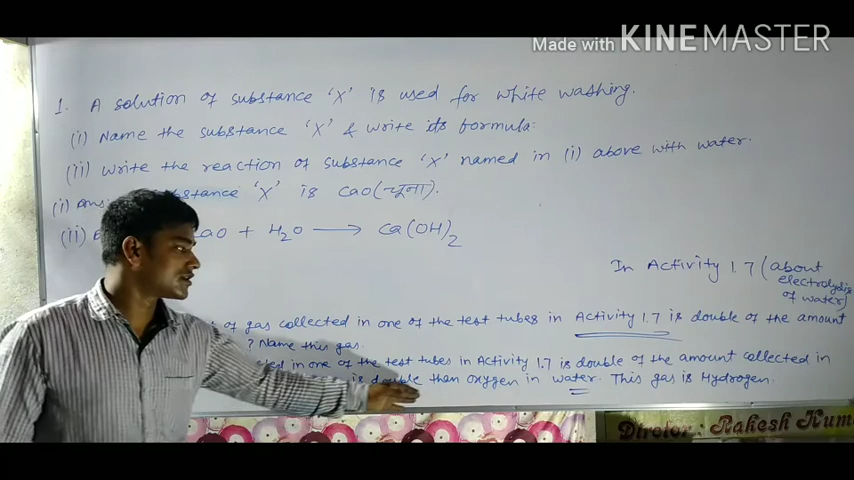 Made with KINEMASTER
1. A solution of substance 'X' is used for white washing.
(i) Name the substance 'X' & write its formula.
(ii) write the reaction of substance 'X' named in (i) above with water.
(i) Ans: substance 'X' is CaO (चूना).
(ii) + H2O → Ca(OH)2
In Activity 1.7 (about
electrolysis
of water)
of gas collected in one of the test tubes in Activity 1.7 is double of the amount
? Name this gas.
in one of the test tubes in Activity 1.7 is double of the amount collected in
is double than oxygen in water. This gas is Hydrogen.
Diretor : Rakesh Kum